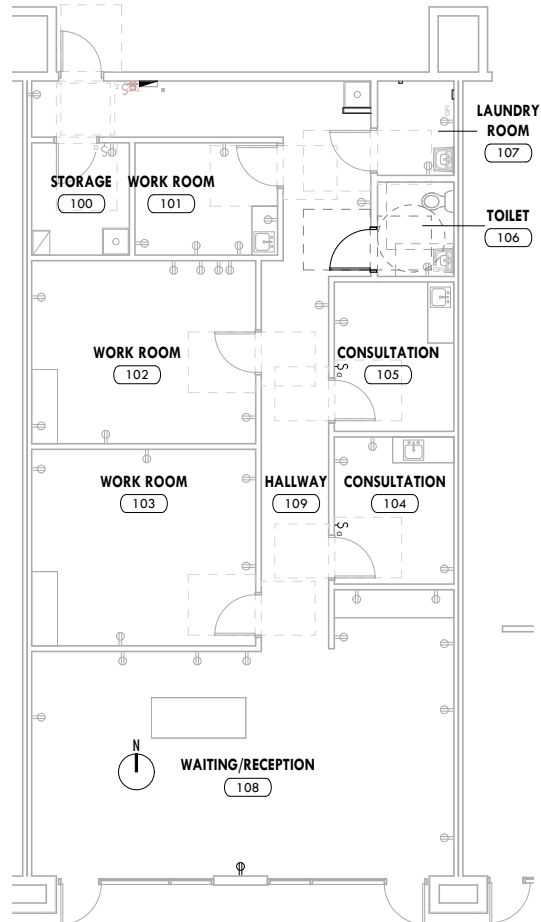 LAUNDRY
ROOM
107
STORAGE
100
WORK ROOM
101
TOILET
106
WORK ROOM
102
CONSULTATION
105
WORK ROOM
103
HALLWAY
109
CONSULTATION
104
N
WAITING/RECEPTION
108